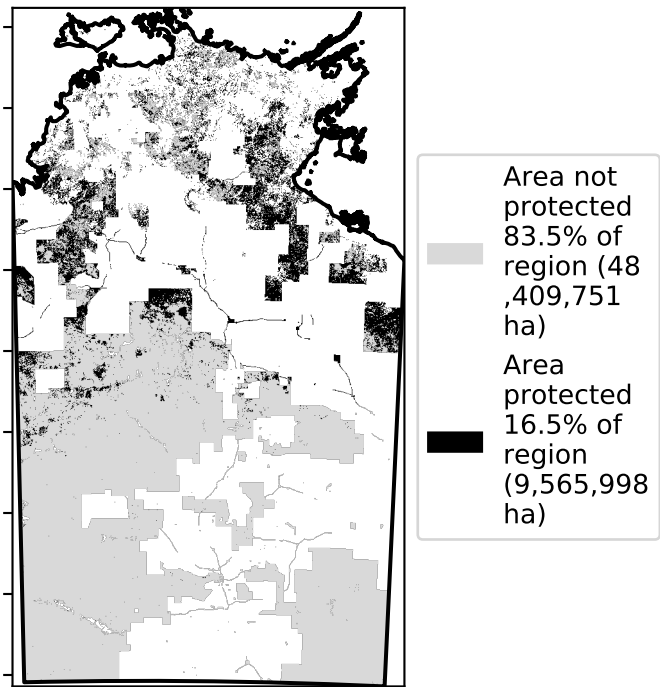 Area not
protected
83.5% of
region (48
,409,751
ha)
Area
protected
16.5% of
region
(9,565,998
ha)